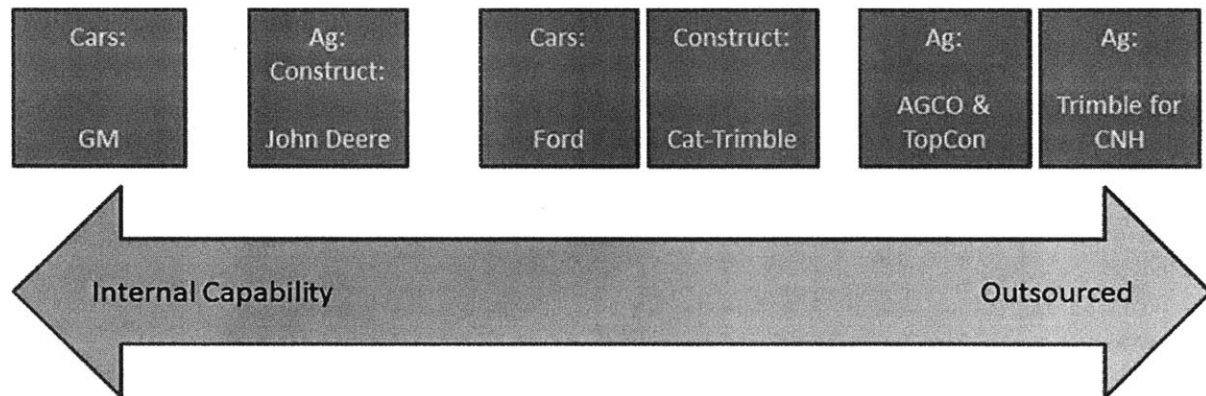 Cars:
GM
Ag:
Construct:
John Deere
Cars:
Ford
Construct:
Cat-Trimble
Ag:
AGCO &
TopCon
Ag:
Trimble for
CNH
Internal Capability
Outsourced